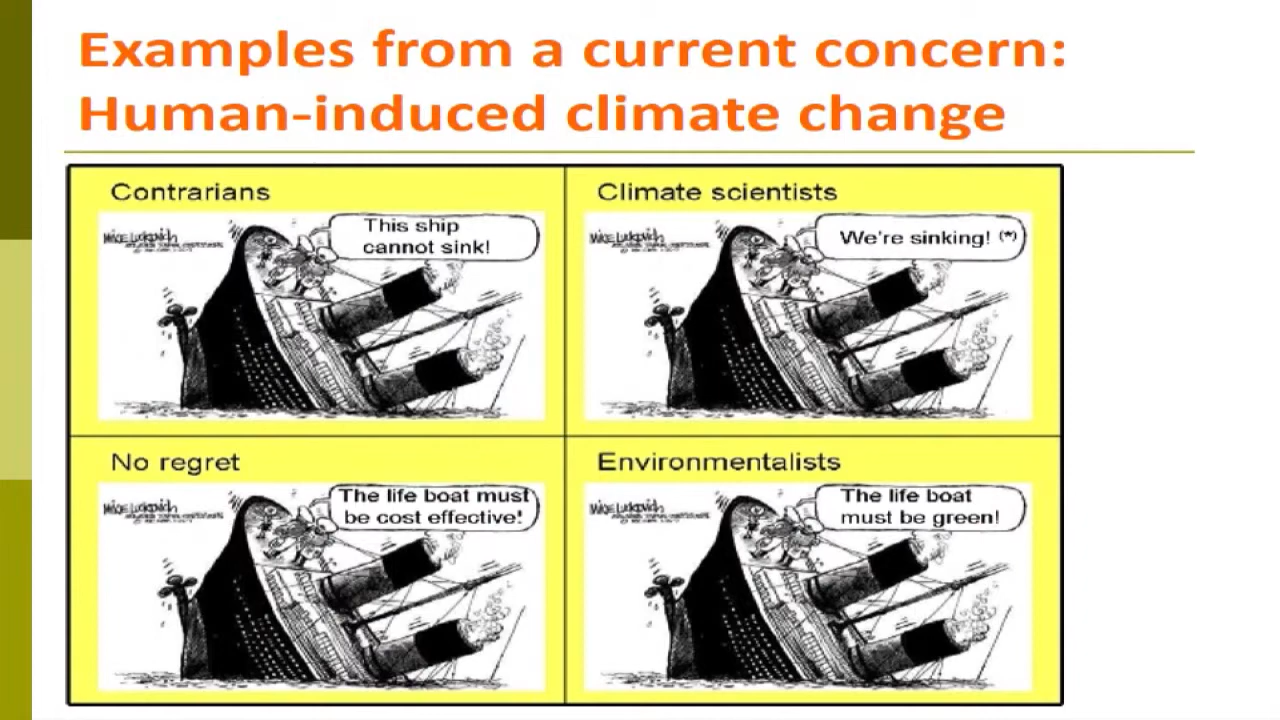 Examples from a current concern:
Human-induced climate change
Contrarians
This ship
cannot sink!
Climate scientists
We're sinking! (*)
No regret
The life boat must
be cost effective!
Environmentalists
The life boat
must be green!